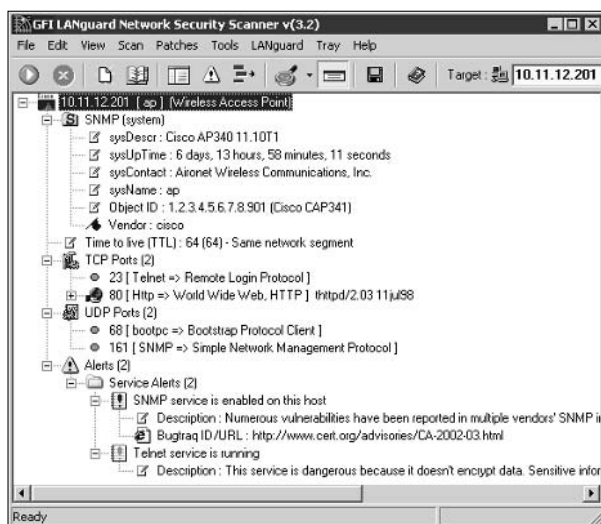 GFI LANguard Network Security Scanner v(3.2)
File Edit View Scan Patches Tools LANguard Tray Help
Target : 10.11.12.201
10.11.12.201 [ ap ] (Wireless Access Point)
SNMP (system)
sysDescr : Cisco AP340 11.10T1
sysUpTime : 6 days, 13 hours, 58 minutes, 11 seconds
sysContact : Aironet Wireless Communications, Inc.
sysName : ap
Object ID : 1.2.3.4.5.6.7.8.901 (Cisco CAP341)
Vendor : cisco
Time to live (TTL) : 64 (64) - Same network segment
TCP Ports (2)
23 [ Telnet => Remote Login Protocol ]
80 [ Http => World Wide Web, HTTP ] thttpd/2.03 11jul98
UDP Ports (2)
68 [ bootpc => Bootstrap Protocol Client ]
161 [ SNMP => Simple Network Management Protocol ]
Alerts (2)
Service Alerts (2)
SNMP service is enabled on this host
Description : Numerous vulnerabilities have been reported in multiple vendors' SNMP i
Bugtraq ID/URL : http://www.cert.org/advisories/CA-2002-03.html
Telnet service is running
Description : This service is dangerous because it doesn't encrypt data. Sensitive infor
Ready